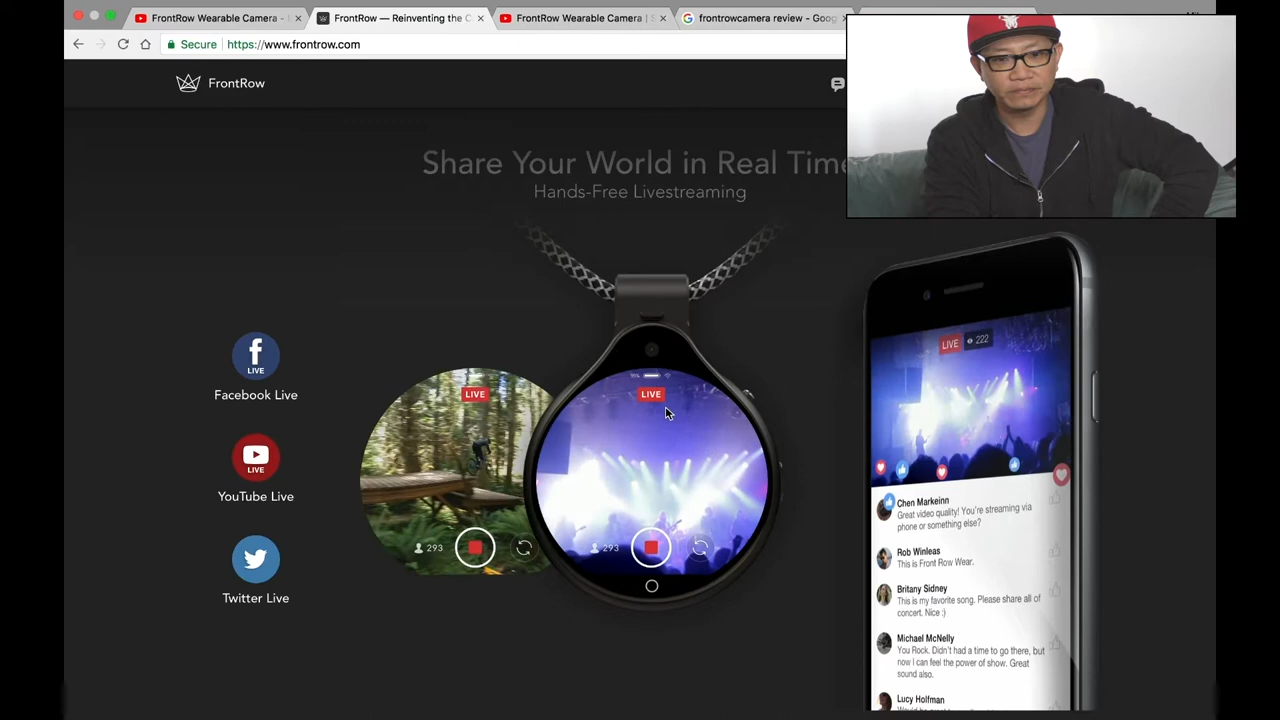 FrontRow Wearable Camera -
FrontRow — Reinventing the C
FrontRow Wearable Camera | S
frontrowcamera review - Goog
Secure
https://www.frontrow.com
FrontRow
Share Your World in Real Time
Hands-Free Livestreaming
LIVE
Facebook Live
LIVE
YouTube Live
Twitter Live
LIVE
293
LIVE
293
LIVE 222
Chen Markeinn
Great video quality! You're streaming via
phone or something else?
Rob Winleas
This is Front Row Wear.
Britany Sidney
This is my favorite song. Please share all of
concert. Nice :)
Michael McNelly
You Rock. Didn't had a time to go there, but
now I can feel the power of show. Great
sound also.
Lucy Holfman